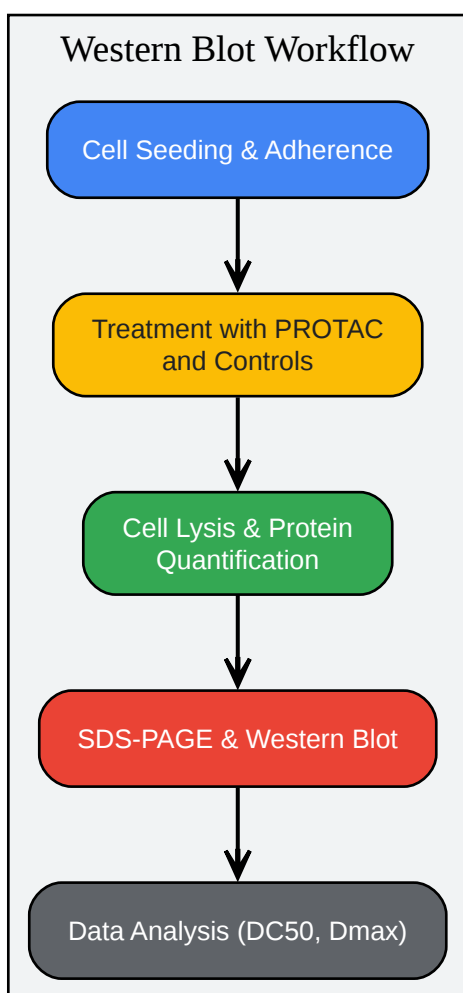 Western Blot Workflow
Cell Seeding & Adherence
Treatment with PROTAC
and Controls
Cell Lysis & Protein
Quantification
SDS-PAGE & Western Blot
Data Analysis (DC50, Dmax)